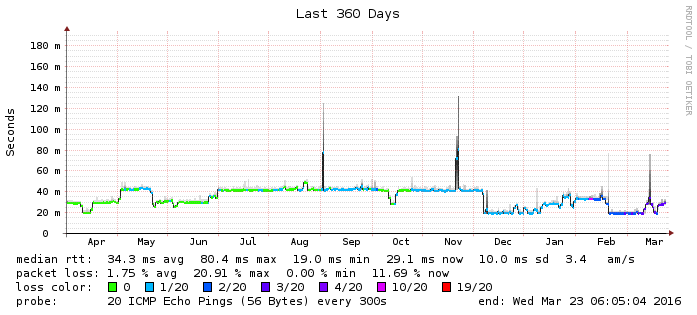 Last 360 Days
RRDTOOL / TOBI OETIKER
Seconds
180 m
160 m
140 m
120 m
100 m
80 m
60 m
40 m
20 m
0
Apr May Jun Jul Aug Sep Oct Nov Dec Jan Feb Mar
median rtt: 34.3 ms avg 80.4 ms max 19.0 ms min 29.1 ms now 10.0 ms sd 3.4 am/s
packet loss: 1.75 % avg 20.91 % max 0.00 % min 11.69 % now
loss color: 0 1/20 2/20 3/20 4/20 10/20 19/20
probe: 20 ICMP Echo Pings (56 Bytes) every 300s end: Wed Mar 23 06:05:04 2016